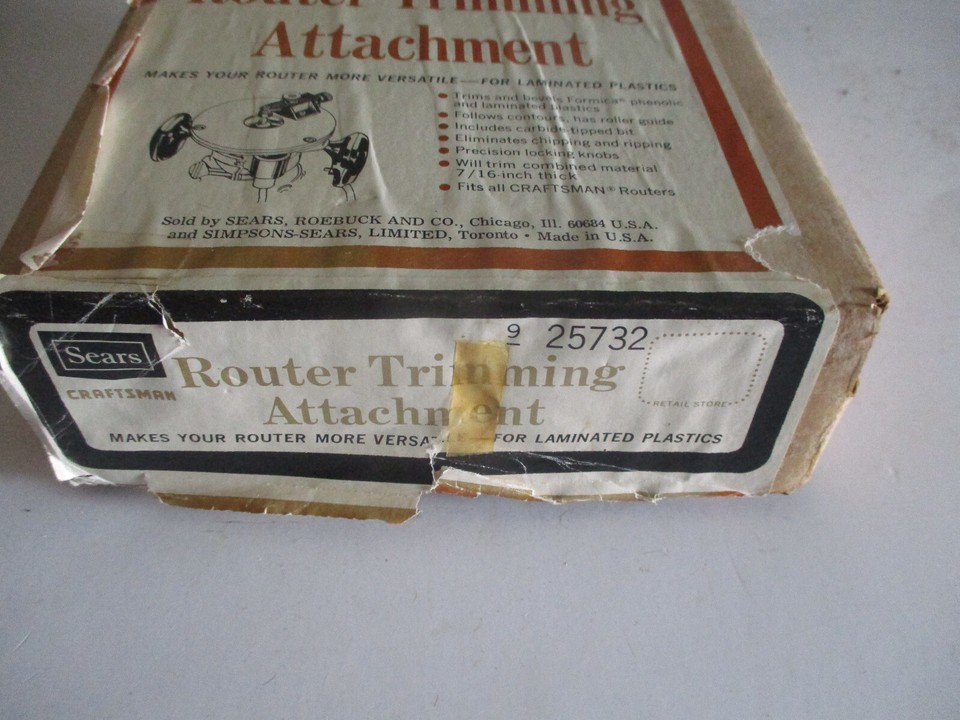 Router Trimming
Attachment
MAKES YOUR ROUTER MORE VERSATILE—FOR LAMINATED PLASTICS
• Trims and bevels Formica® phenolic
and laminated plastics
• Follows contours, has roller guide
• Includes carbide-tipped bit
• Eliminates chipping and ripping
• Precision locking knobs
• Will trim combined material
7/16-inch thick
• Fits all CRAFTSMAN® Routers
Sold by SEARS, ROEBUCK AND CO., Chicago, Ill. 60684 U.S.A.
and SIMPSONS-SEARS, LIMITED, Toronto • Made in U.S.A.
Sears
CRAFTSMAN
9 25732
Router Trimming
Attachment
MAKES YOUR ROUTER MORE VERSATILE—FOR LAMINATED PLASTICS
RETAIL STORE